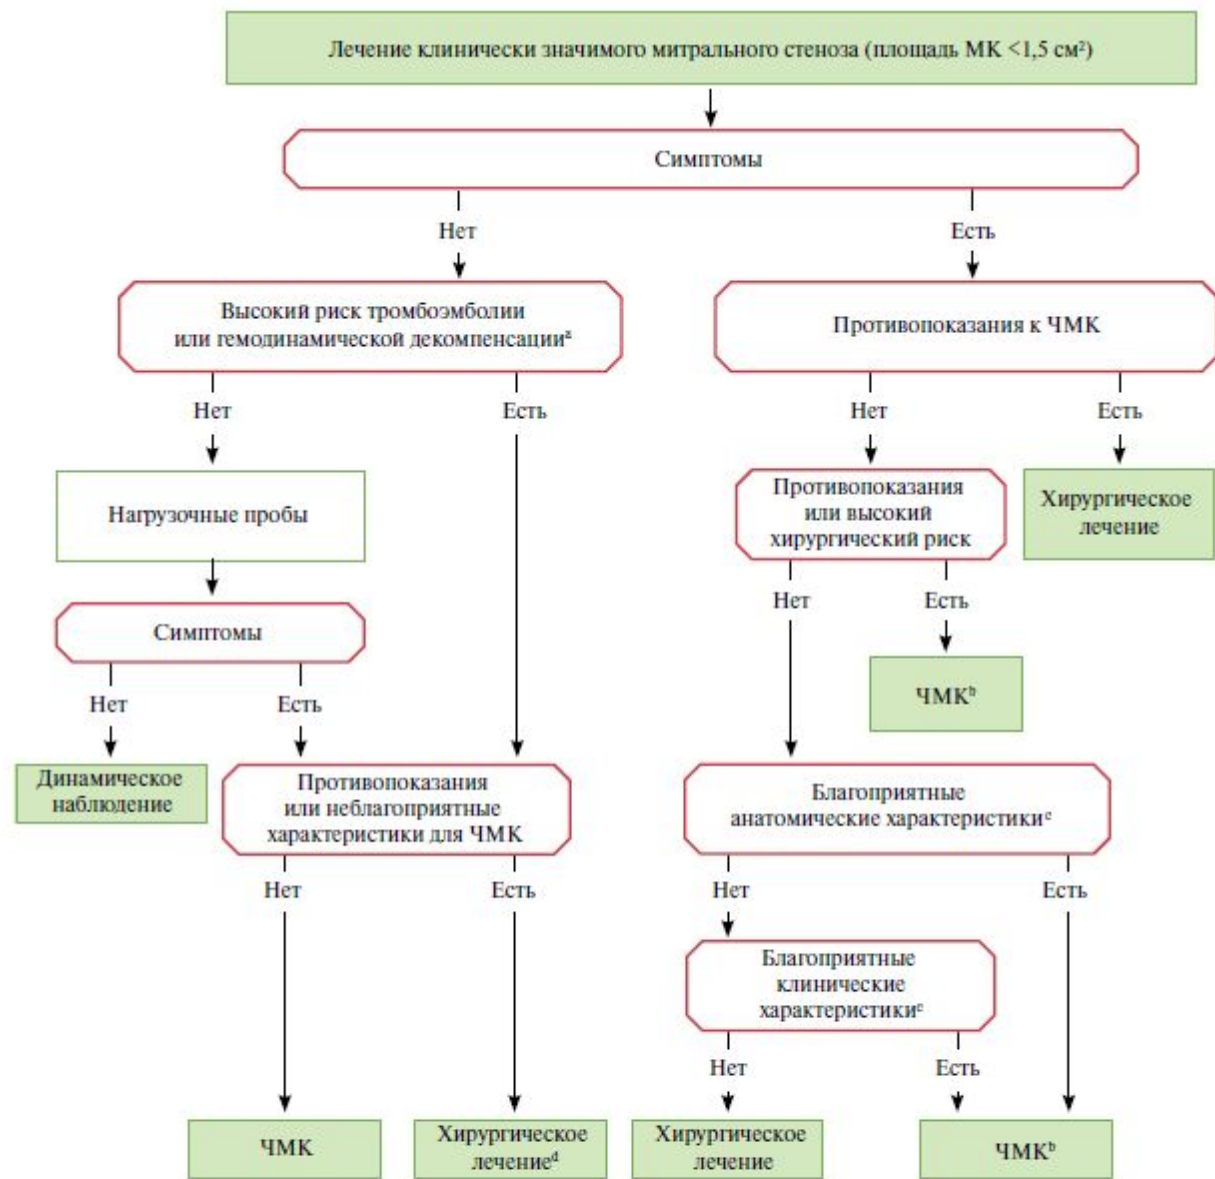 Лечение клинически значимого митрального стеноза (площадь МК <1,5 см²)
Симптомы
Нет
Есть
Высокий риск тромбоэмболии
или гемодинамической декомпенсацииª
Противопоказания к ЧМК
Нет
Есть
Нет
Есть
Нагрузочные пробы
Противопоказания
или высокий
хирургический риск
Хирургическое
лечение
Нет
Есть
Симптомы
ЧМКᵇ
Нет
Есть
Динамическое
наблюдение
Противопоказания
или неблагоприятные
характеристики для ЧМК
Благоприятные
анатомические характеристикиᶜ
Нет
Есть
Нет
Есть
Благоприятные
клинические
характеристикиᶜ
Нет
Есть
ЧМК
Хирургическое
лечениеᵈ
Хирургическое
лечение
ЧМКᵇ